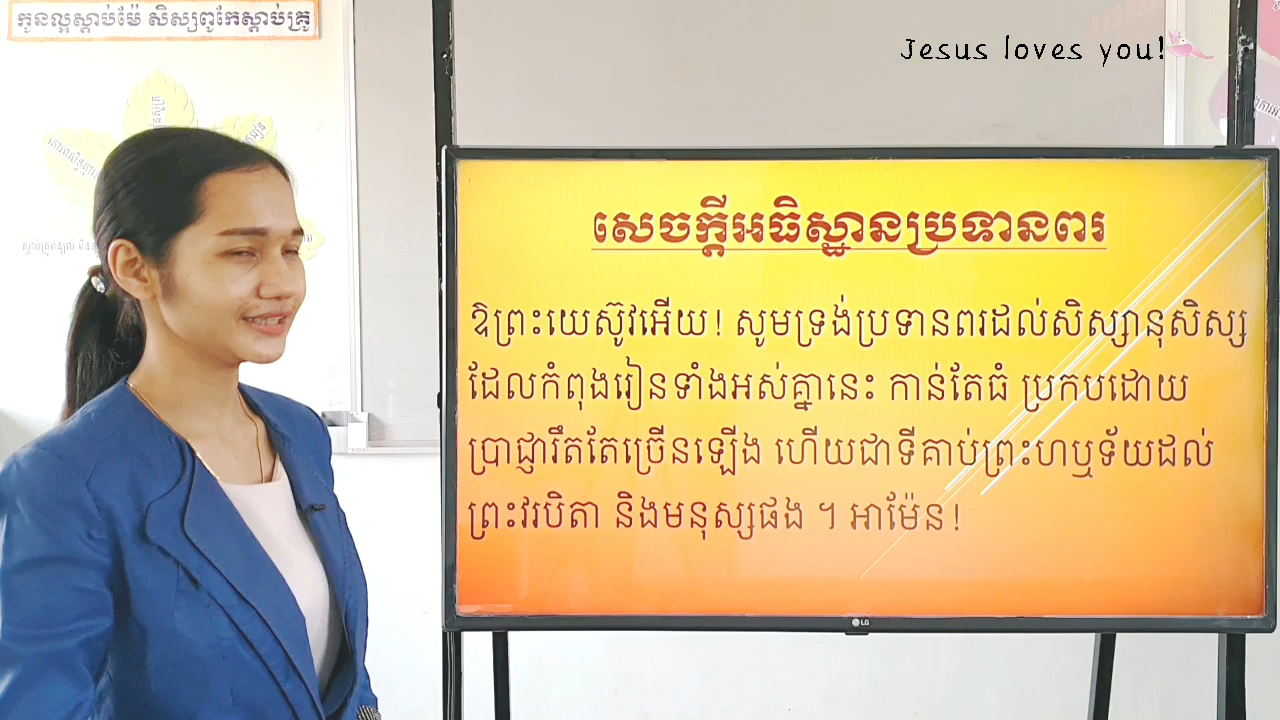 កូនល្អស្ដាប់ម៉ែ សិស្សពូកែស្ដាប់គ្រូ
Jesus loves you!
សេចក្ដីអធិស្ឋានប្រទានពរ
ឱព្រះយេស៊ូវអើយ! សូមទ្រង់ប្រទានពរដល់សិស្សានុសិស្ស
ដែលកំពុងរៀនទាំងអស់គ្នានេះ កាន់តែធំ ប្រកបដោយ
ប្រាជ្ញារឹតតែច្រើនឡើង ហើយជាទីគាប់ព្រះហឬទ័យដល់
ព្រះវរបិតា និងមនុស្សផង ។ អាម៉ែន!
LG